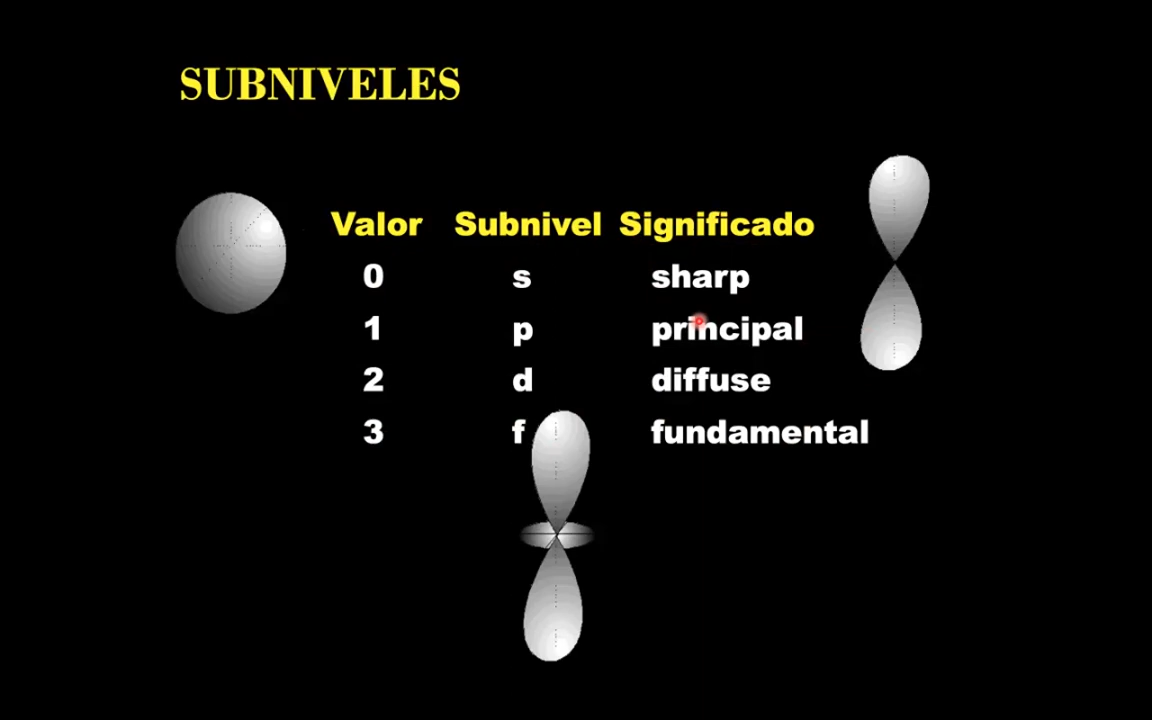 SUBNIVELES
Valor Subnivel Significado
0 s sharp
1 p principal
2 d diffuse
3 f fundamental